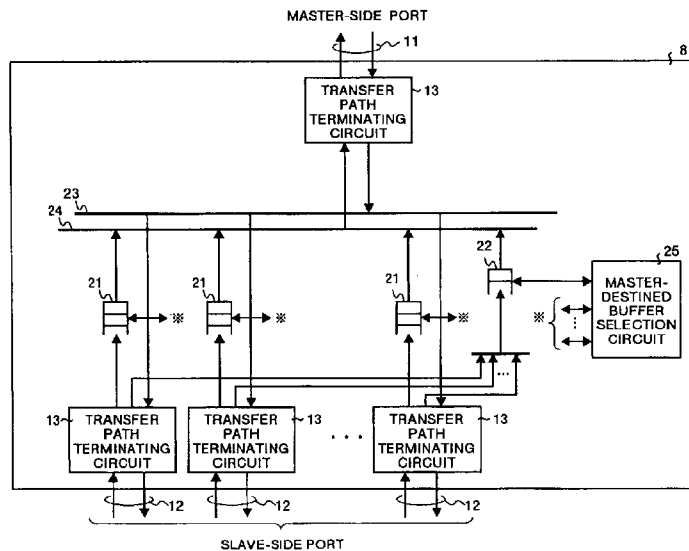 MASTER-SIDE PORT
11
8
TRANSFER
PATH
TERMINATING
CIRCUIT
13
23
24
21
21
21
22
25
※
※
※
※
MASTER-
DESTINED
BUFFER
SELECTION
CIRCUIT
13
TRANSFER
PATH
TERMINATING
CIRCUIT
TRANSFER
PATH
TERMINATING
CIRCUIT
13
. . .
TRANSFER
PATH
TERMINATING
CIRCUIT
13
12
12
12
SLAVE-SIDE PORT